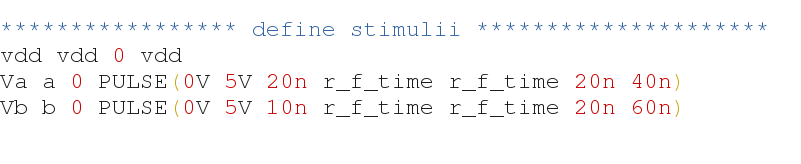 ***************** define stimulii *********************
vdd vdd 0 vdd
Va a 0 PULSE(0V 5V 20n r_f_time r_f_time 20n 40n)
Vb b 0 PULSE(0V 5V 10n r_f_time r_f_time 20n 60n)